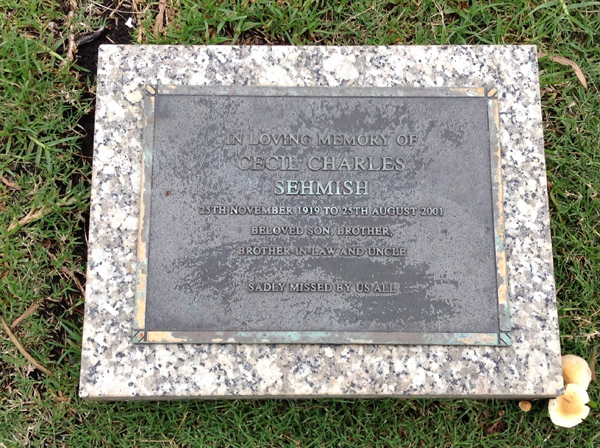 IN LOVING MEMORY OF
CECIL CHARLES
SEHMISH
25TH NOVEMBER 1919 TO 25TH AUGUST 2001
BELOVED SON, BROTHER,
BROTHER-IN-LAW AND UNCLE
SADLY MISSED BY US ALL